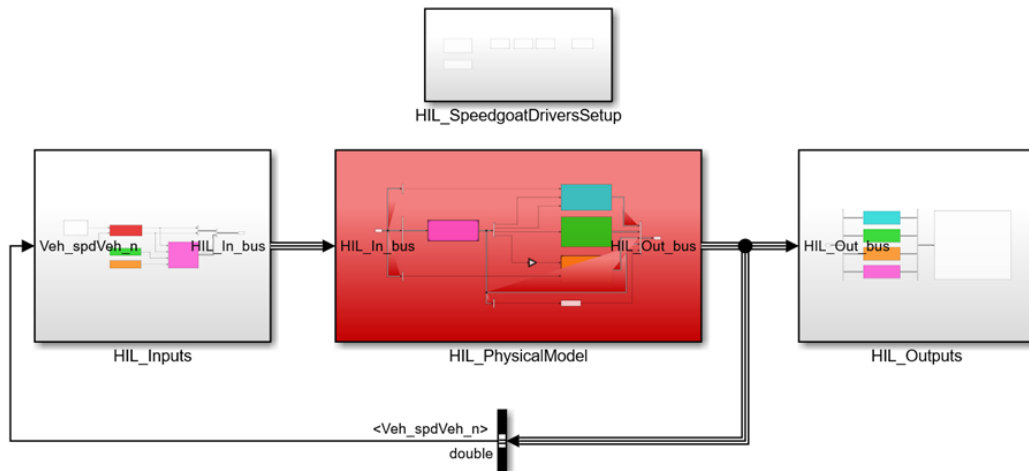 HIL_SpeedgoatDriversSetup
Veh_spdVeh_n
HIL_In_bus
HIL_In_bus
HIL_Out_bus
HIL_Out_bus
HIL_Inputs
HIL_PhysicalModel
HIL_Outputs
<Veh_spdVeh_n>
double